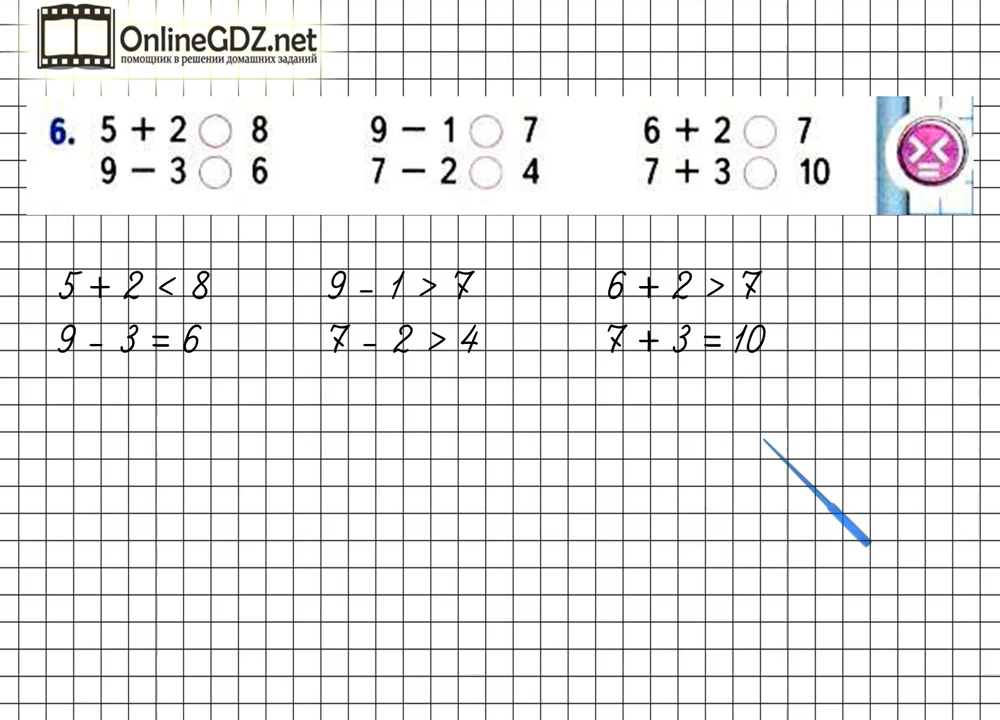 OnlineGDZ.net
помощник в решении домашних заданий
6. 5 + 2 ○ 8 9 − 1 ○ 7 6 + 2 ○ 7
9 − 3 ○ 6 7 − 2 ○ 4 7 + 3 ○ 10
> < =
5 + 2 < 8 9 - 1 > 7 6 + 2 > 7
9 - 3 = 6 7 - 2 > 4 7 + 3 = 10